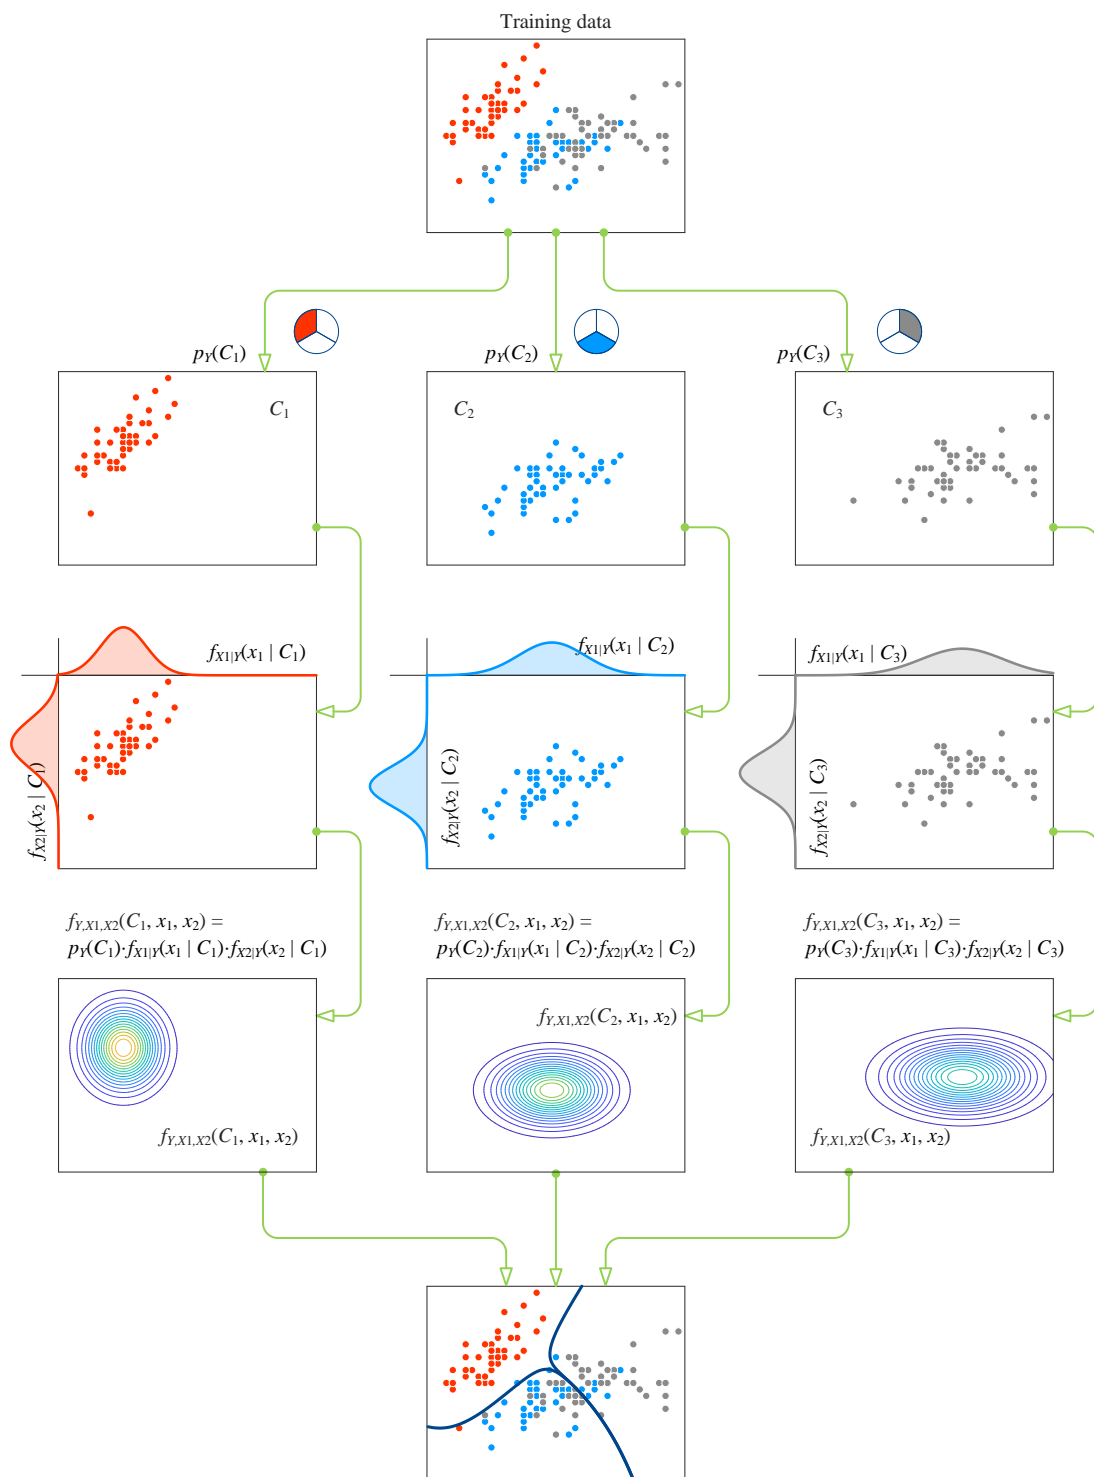 Training data
pY(C1)
pY(C2)
pY(C3)
C1
C2
C3
fX1|Y(x1 | C1)
fX1|Y(x1 | C2)
fX1|Y(x1 | C3)
fX2|Y(x2 | C1)
fX2|Y(x2 | C2)
fX2|Y(x2 | C3)
fY,X1,X2(C1, x1, x2) =
pY(C1)·fX1|Y(x1 | C1)·fX2|Y(x2 | C1)
fY,X1,X2(C2, x1, x2) =
pY(C2)·fX1|Y(x1 | C2)·fX2|Y(x2 | C2)
fY,X1,X2(C3, x1, x2) =
pY(C3)·fX1|Y(x1 | C3)·fX2|Y(x2 | C3)
fY,X1,X2(C1, x1, x2)
fY,X1,X2(C2, x1, x2)
fY,X1,X2(C3, x1, x2)